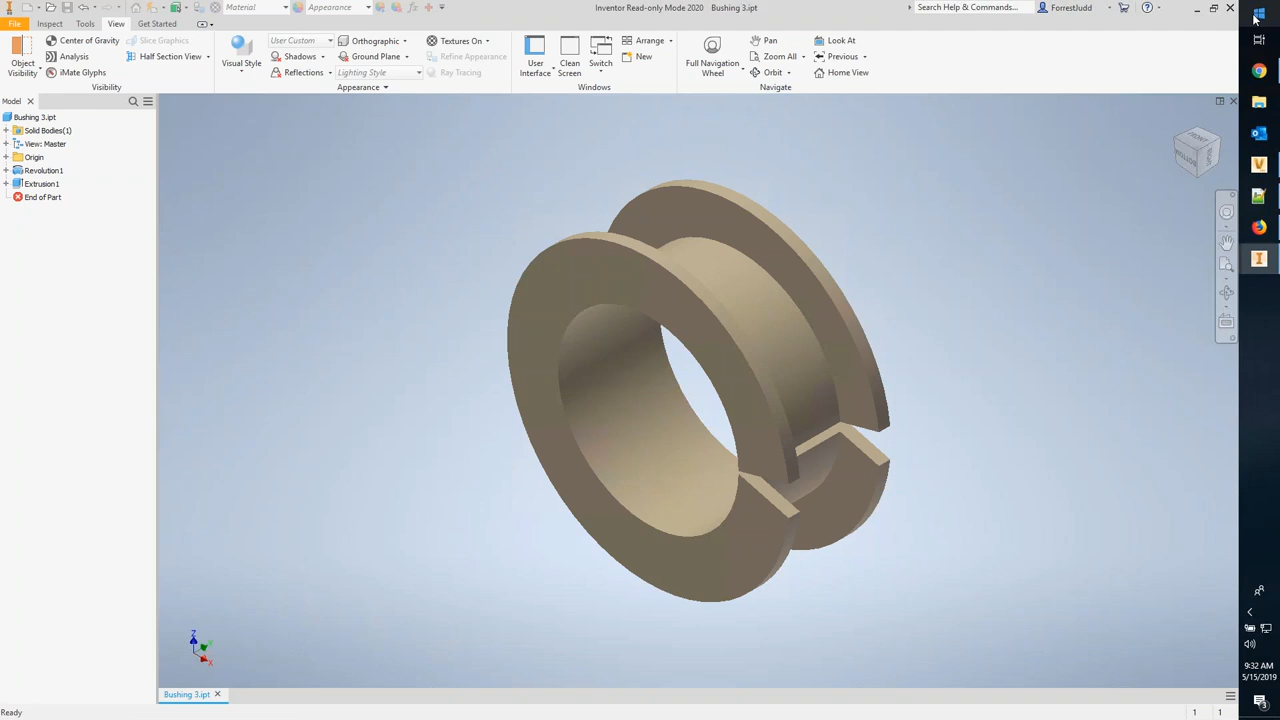 Material
Appearance
Inventor Read-only Mode 2020 Bushing 3.ipt
Search Help & Commands...
ForrestJudd
File
Inspect
Tools
View
Get Started
Object Visibility
Center of Gravity
Slice Graphics
Analysis
Half Section View
iMate Glyphs
Visibility
Visual Style
User Custom
Shadows
Reflections
Orthographic
Ground Plane
Lighting Style
Textures On
Refine Appearance
Ray Tracing
Appearance
User Interface
Clean Screen
Switch
Arrange
New
Windows
Full Navigation Wheel
Pan
Zoom All
Orbit
Look At
Previous
Home View
Navigate
Model
Bushing 3.ipt
Solid Bodies(1)
View: Master
Origin
Revolution1
Extrusion1
End of Part
BOTTOM
Z
Y
X
9:32 AM
5/15/2019
3
Bushing 3.ipt
Ready
1
1